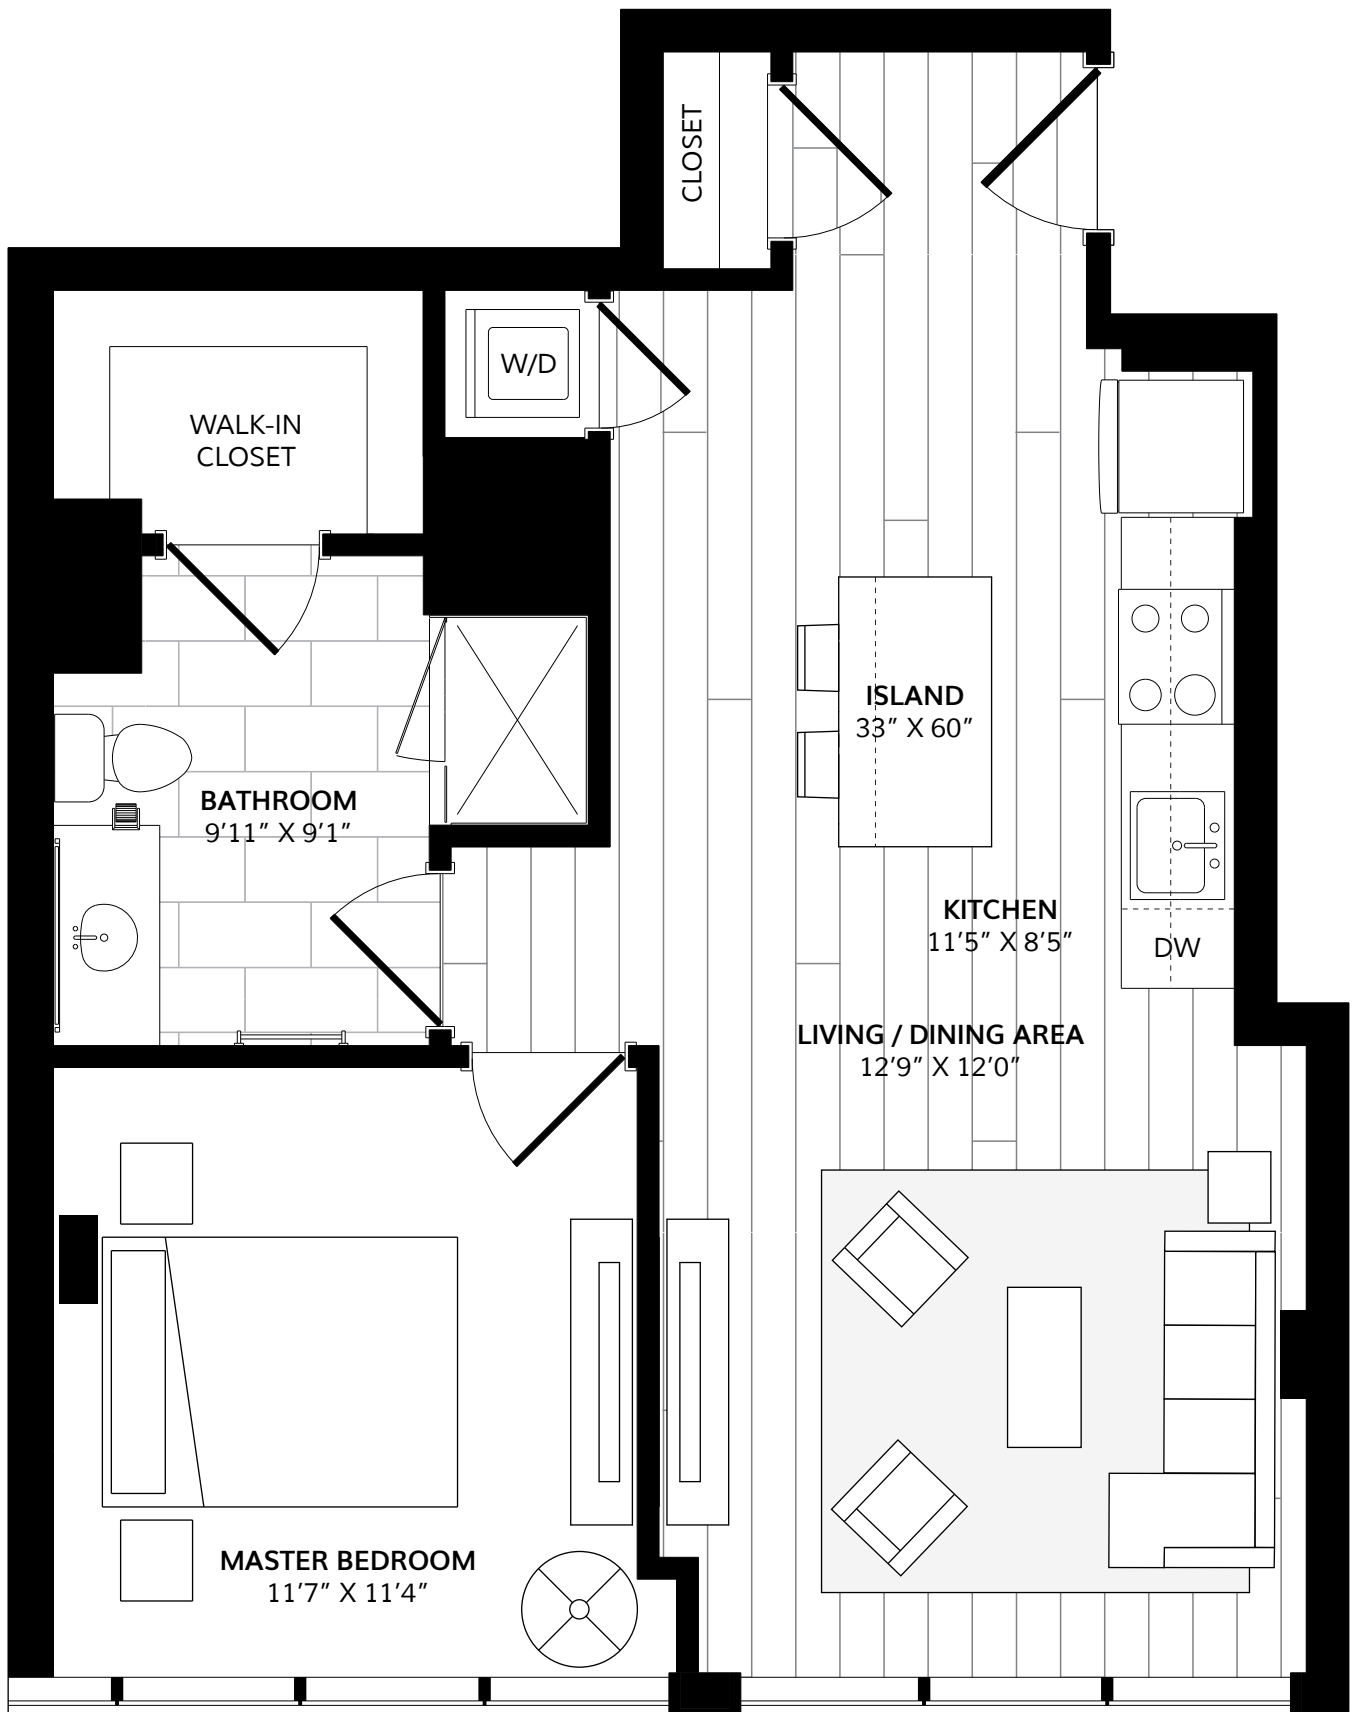 CLOSET
W/D
WALK-IN
CLOSET
ISLAND
33” X 60”
BATHROOM
9’11” X 9’1”
KITCHEN
11’5” X 8’5”
DW
LIVING / DINING AREA
12’9” X 12’0”
MASTER BEDROOM
11’7” X 11’4”